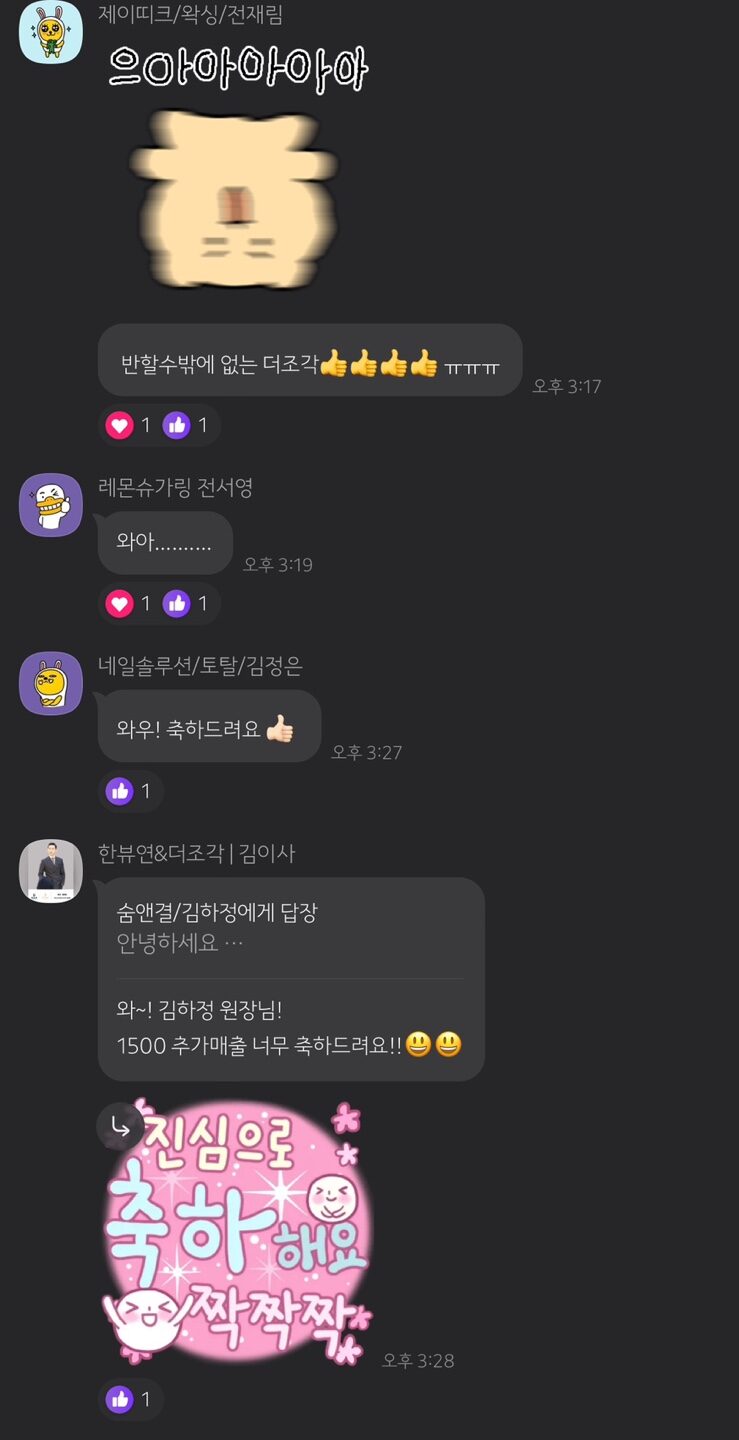 제이띠크/왁싱/전재림
으아아아아아
반할수밖에 없는 더조각👍👍👍👍 ㅠㅠㅠ
오후 3:17
1 1
레몬슈가링 전서영
와아..........
오후 3:19
1 1
네일솔루션/토탈/김정은
와우! 축하드려요 👍🏻
오후 3:27
1
한뷰연&더조각 | 김이사
숨앤결/김하정에게 답장
안녕하세요 …
와~! 김하정 원장님!
1500 추가매출 너무 축하드려요!!😃😃
진심으로
축하해요
짝짝짝
오후 3:28
1